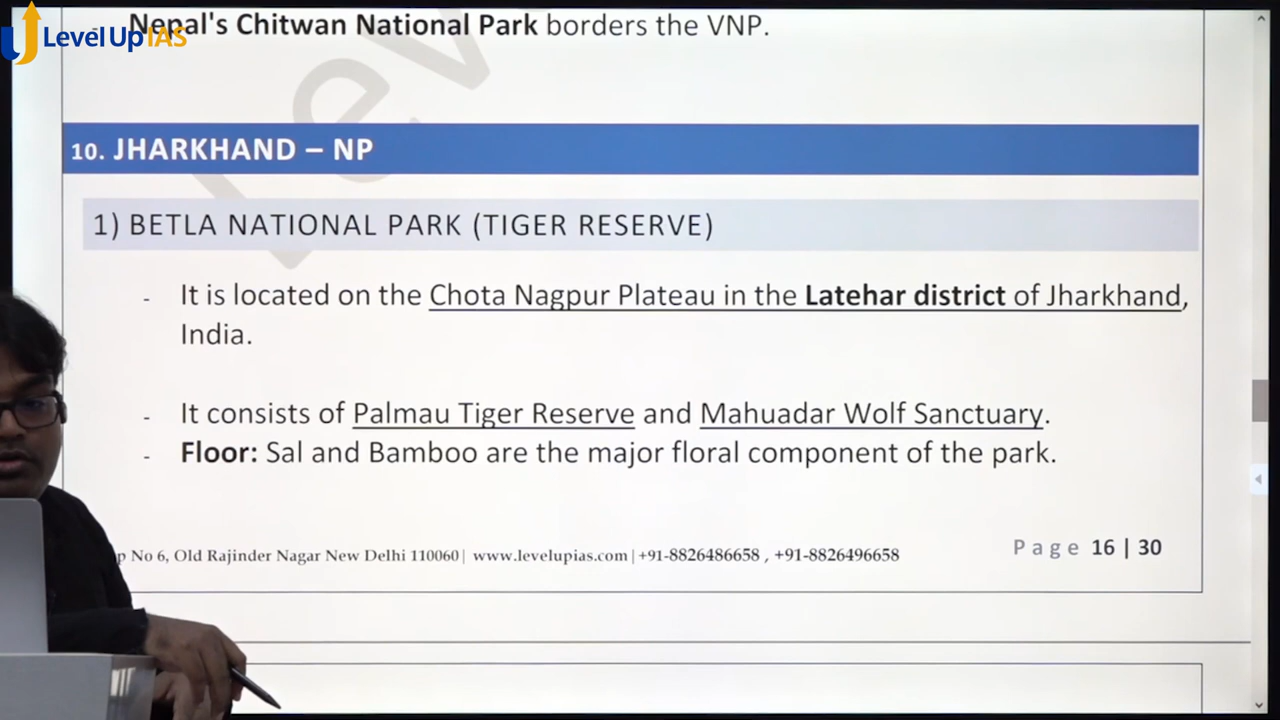 Nepal's Chitwan National Park borders the VNP.
Level Up IAS
10. JHARKHAND – NP
1) BETLA NATIONAL PARK (TIGER RESERVE)
- It is located on the Chota Nagpur Plateau in the Latehar district of Jharkhand,
India.
- It consists of Palmau Tiger Reserve and Mahuadar Wolf Sanctuary.
- Floor: Sal and Bamboo are the major floral component of the park.
p No 6, Old Rajinder Nagar New Delhi 110060| www.levelupias.com | +91-8826486658 , +91-8826496658
Page 16 | 30